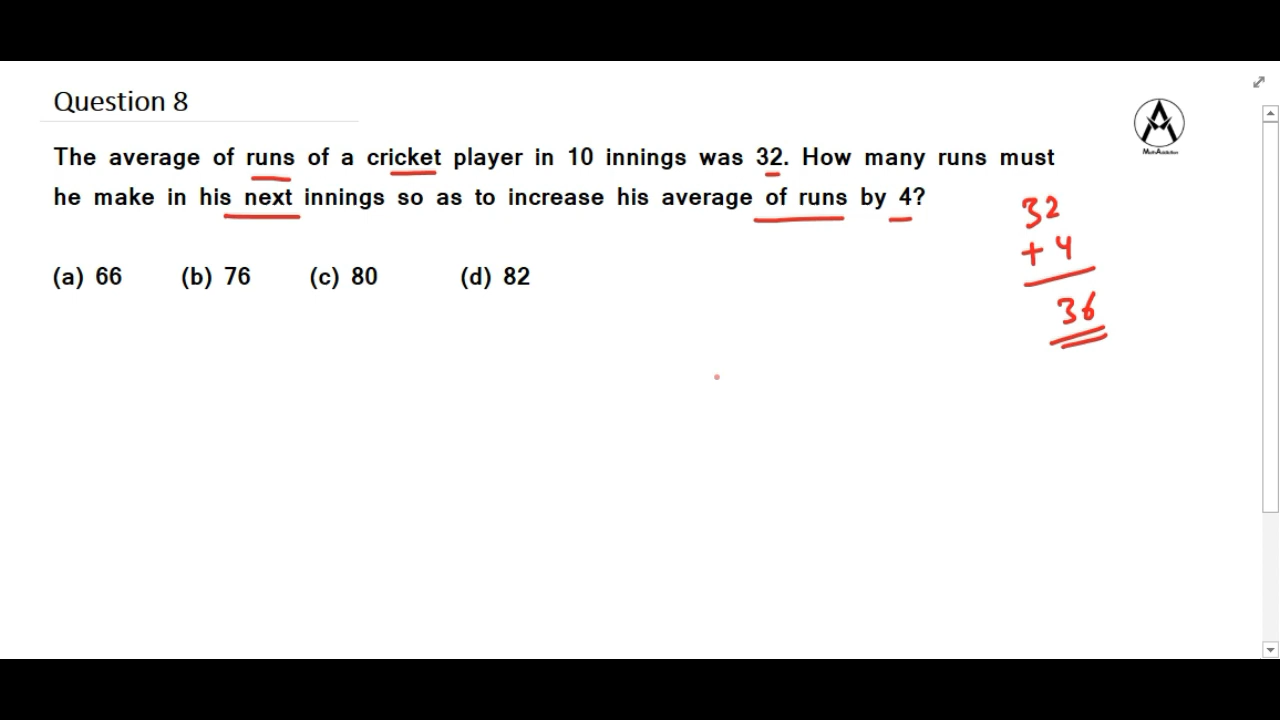 Question 8
The average of runs of a cricket player in 10 innings was 32. How many runs must
he make in his next innings so as to increase his average of runs by 4?
(a) 66 (b) 76 (c) 80 (d) 82
32
+ 4
36
MathAddiction